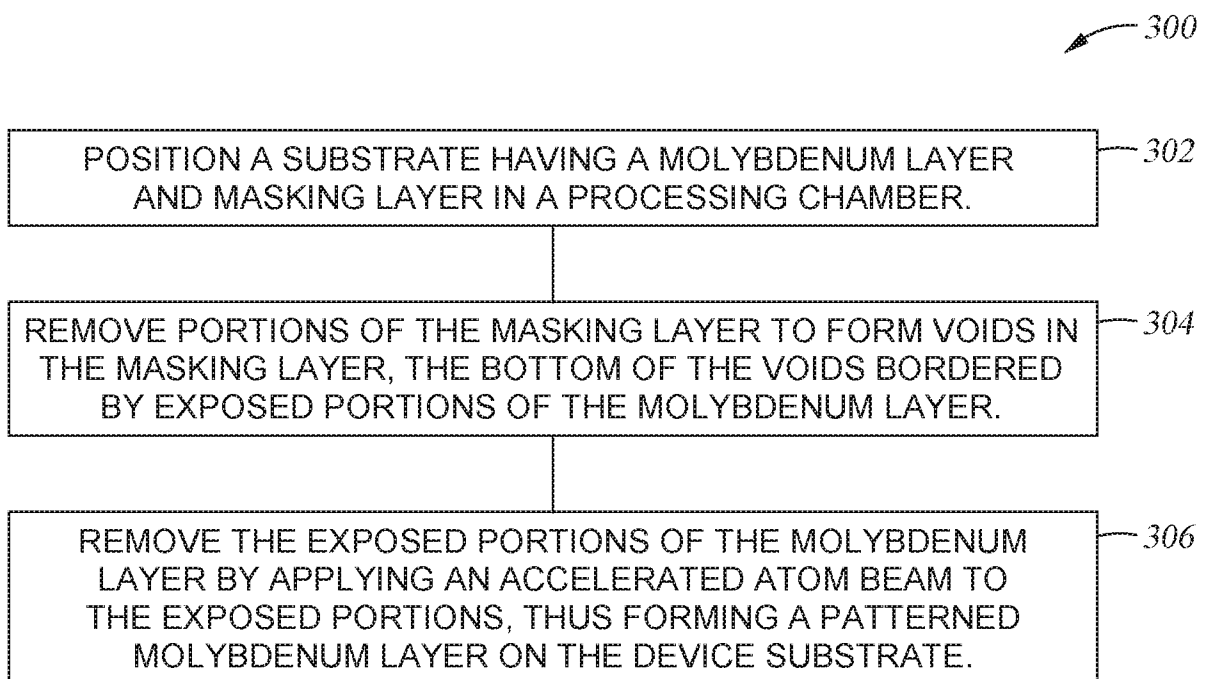 300
POSITION A SUBSTRATE HAVING A MOLYBDENUM LAYER
AND MASKING LAYER IN A PROCESSING CHAMBER.
302
REMOVE PORTIONS OF THE MASKING LAYER TO FORM VOIDS IN
THE MASKING LAYER, THE BOTTOM OF THE VOIDS BORDERED
BY EXPOSED PORTIONS OF THE MOLYBDENUM LAYER.
304
REMOVE THE EXPOSED PORTIONS OF THE MOLYBDENUM
LAYER BY APPLYING AN ACCELERATED ATOM BEAM TO
THE EXPOSED PORTIONS, THUS FORMING A PATTERNED
MOLYBDENUM LAYER ON THE DEVICE SUBSTRATE.
306